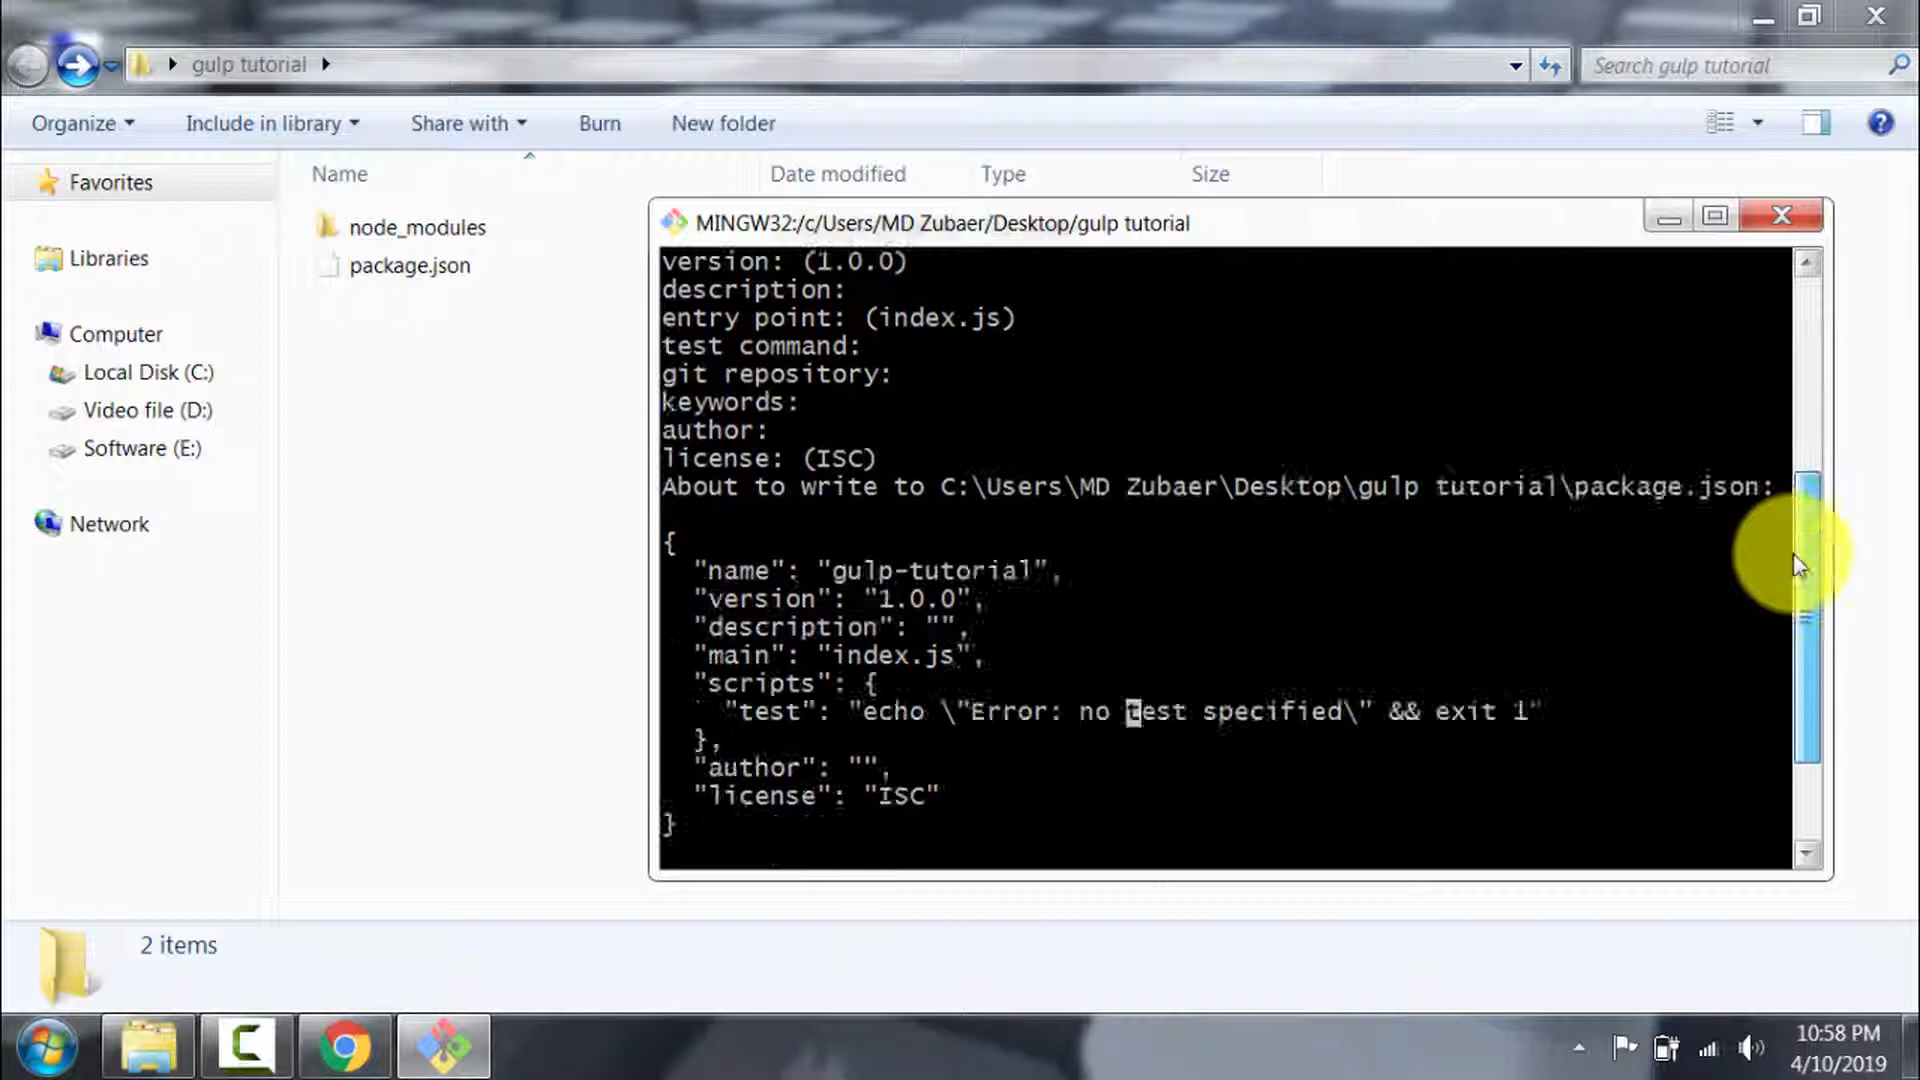 gulp tutorial
Search gulp tutorial
Organize
Include in library
Share with
Burn
New folder
Name
Date modified
Type
Size
Favorites
Libraries
Computer
Local Disk (C:)
Video file (D:)
Software (E:)
Network
node_modules
package.json
MINGW32:/c/Users/MD Zubaer/Desktop/gulp tutorial
version: (1.0.0)
description:
entry point: (index.js)
test command:
git repository:
keywords:
author:
license: (ISC)
About to write to C:\Users\MD Zubaer\Desktop\gulp tutorial\package.json:
{
"name": "gulp-tutorial",
"version": "1.0.0",
"description": "",
"main": "index.js",
"scripts": {
"test": "echo \"Error: no test specified\" && exit 1"
},
"author": "",
"license": "ISC"
}
2 items
10:58 PM
4/10/2019